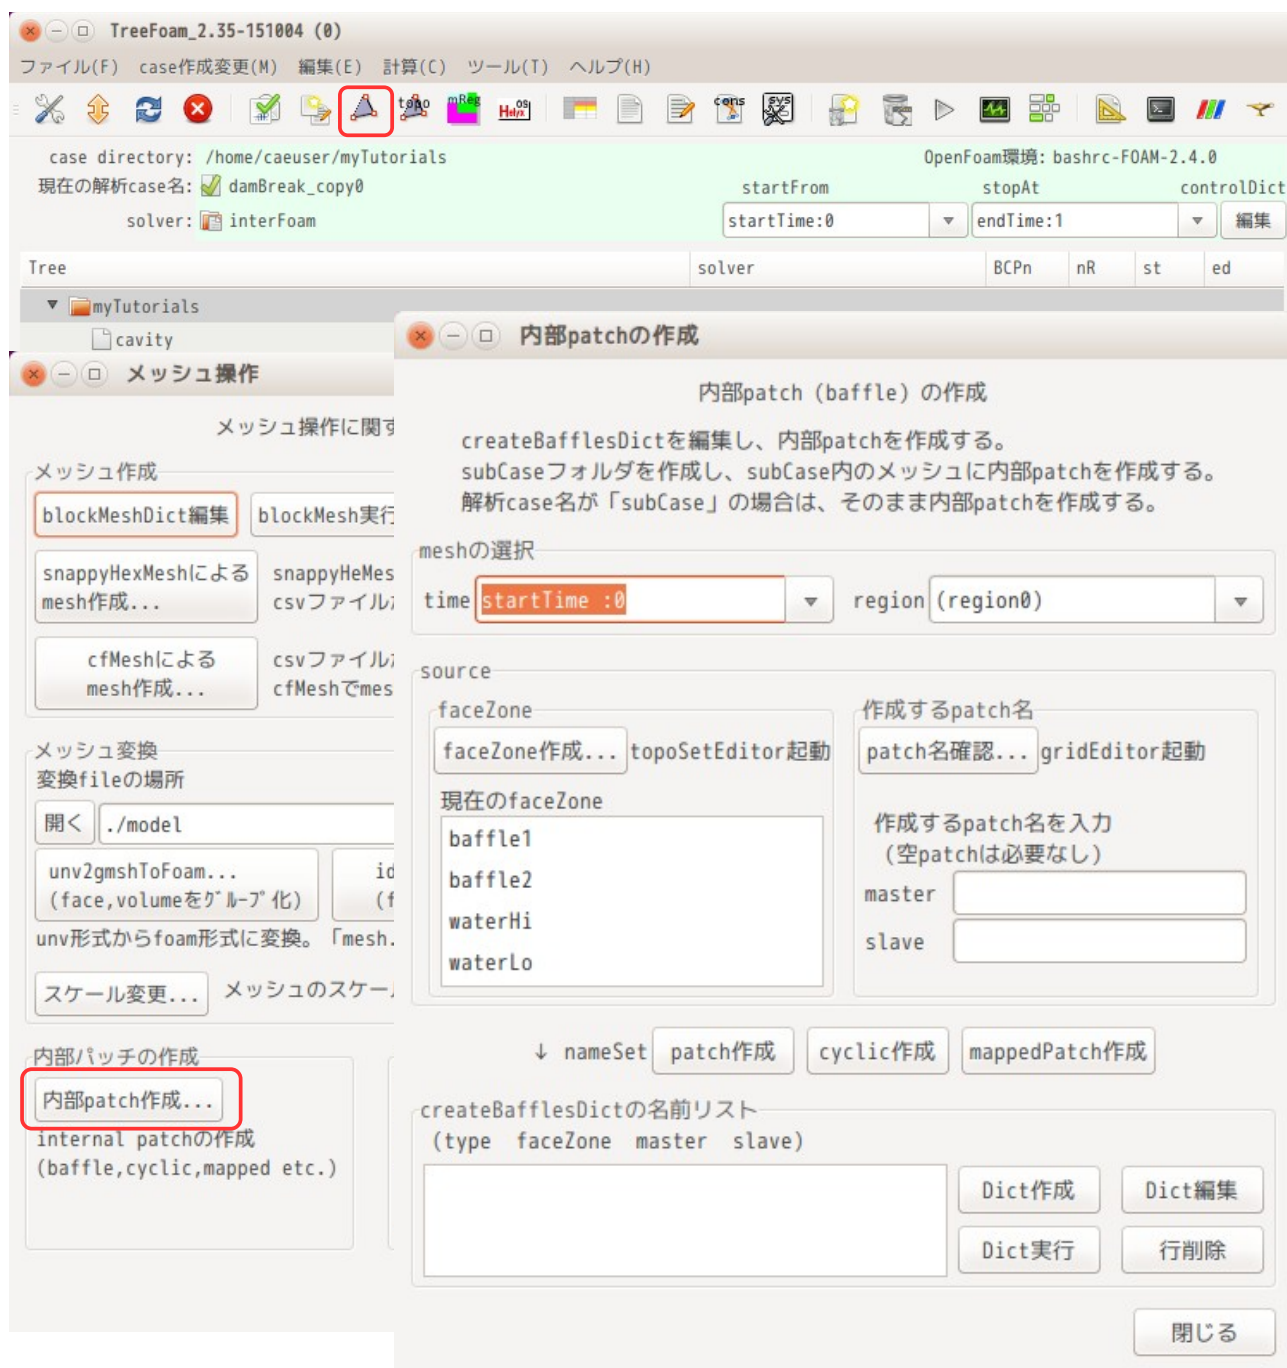 TreeFoam_2.35-151004 (0)
ファイル(F) case作成変更(M) 編集(E) 計算(C) ツール(T) ヘルプ(H)
topo mReg Helyx OS cons sys
case directory: /home/caeuser/myTutorials OpenFoam環境: bashrc-FOAM-2.4.0
現在の解析case名: damBreak_copy0 startFrom stopAt controlDict
solver: interFoam startTime:0 endTime:1 編集
Tree solver BCPn nR st ed
myTutorials
cavity
メッシュ操作
メッシュ操作に関す
メッシュ作成
blockMeshDict編集 blockMesh実行
snappyHexMeshによる
mesh作成...
snappyHeMes
csvファイル
cfMeshによる
mesh作成...
csvファイル
cfMeshでmes
メッシュ変換
変換fileの場所
開く ./model
unv2gmshToFoam...
(face,volumeをｸﾞﾙｰﾌﾟ化)
id
(f
unv形式からfoam形式に変換。「mesh.
スケール変更... メッシュのスケー
内部パッチの作成
内部patch作成...
internal patchの作成
(baffle,cyclic,mapped etc.)
内部patchの作成
内部patch (baffle) の作成
createBafflesDictを編集し、内部patchを作成する。
subCaseフォルダを作成し、subCase内のメッシュに内部patchを作成する。
解析case名が「subCase」の場合は、そのまま内部patchを作成する。
meshの選択
time startTime :0 region (region0)
source
faceZone
faceZone作成... topoSetEditor起動
現在のfaceZone
baffle1
baffle2
waterHi
waterLo
作成するpatch名
patch名確認... gridEditor起動
作成するpatch名を入力
(空patchは必要なし)
master
slave
↓ nameSet patch作成 cyclic作成 mappedPatch作成
createBafflesDictの名前リスト
(type faceZone master slave)
Dict作成 Dict編集
Dict実行 行削除
閉じる